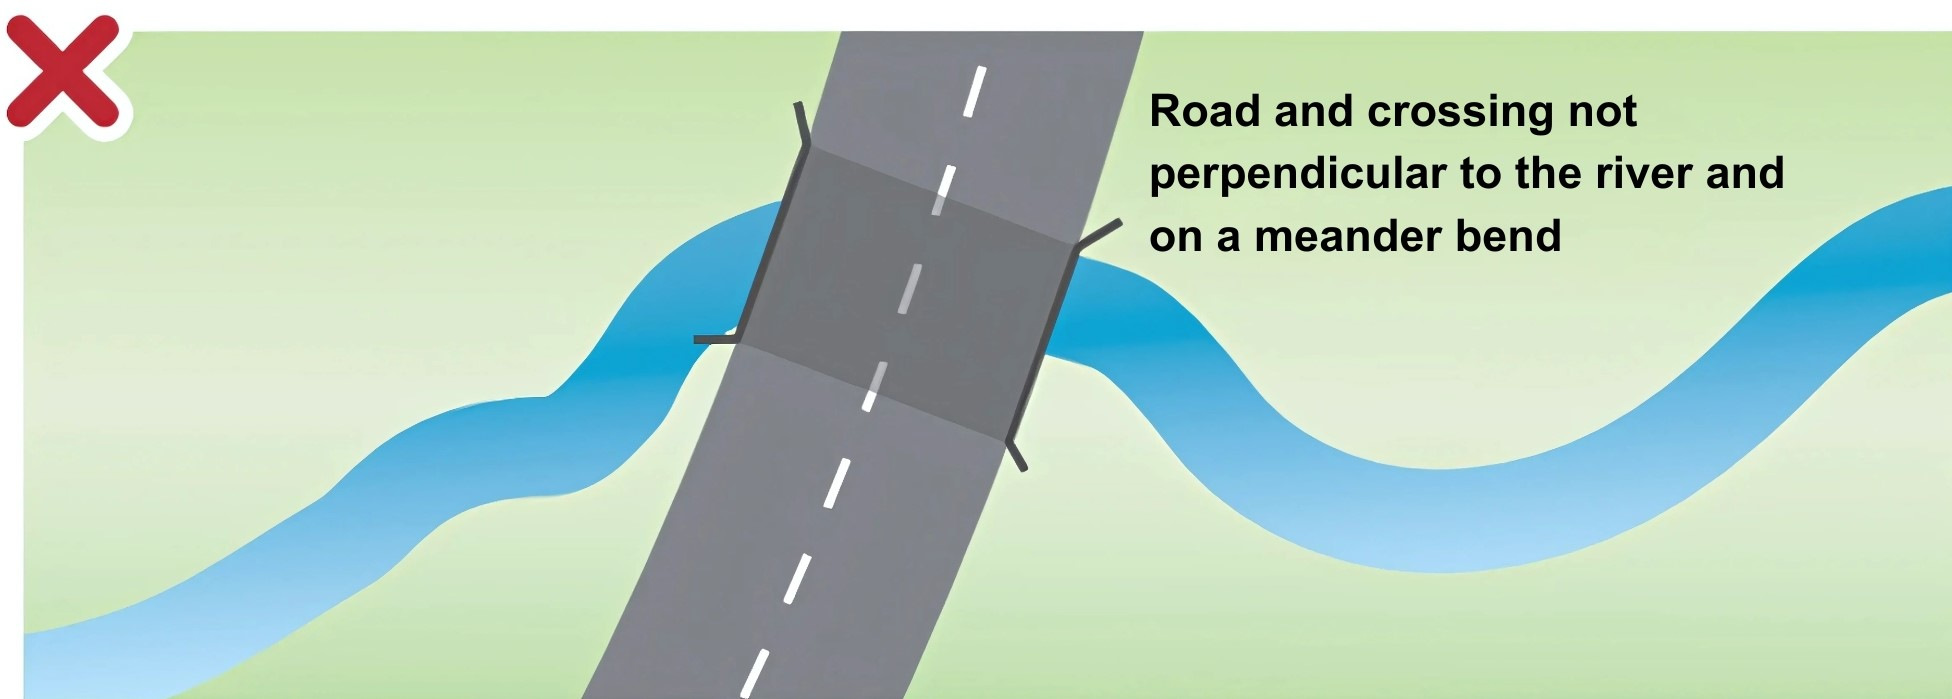 Road and crossing not
perpendicular to the river and
on a meander bend